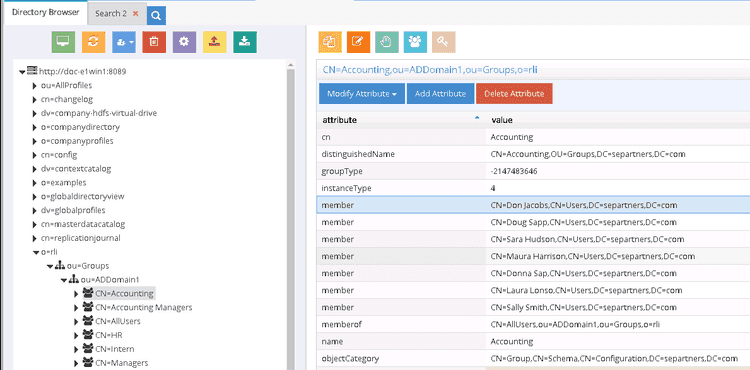 Directory Browser
Search 2 ×
http://doc-e1win1:8089
ou=AllProfiles
cn=changelog
dv=company-hdfs-virtual-drive
o=companydirectory
o=companyprofiles
cn=config
dv=contextcatalog
o=examples
o=globaldirectoryview
dv=globalprofiles
cn=masterdatacatalog
cn=replicationjournal
o=rli
ou=Groups
ou=ADDomain1
CN=Accounting
CN=Accounting Managers
CN=AllUsers
CN=HR
CN=Intern
CN=Managers
CN=Accounting,ou=ADDomain1,ou=Groups,o=rli
Modify Attribute Add Attribute Delete Attribute
attribute value
cn Accounting
distinguishedName CN=Accounting,OU=Groups,DC=separtners,DC=com
groupType -2147483646
instanceType 4
member CN=Don Jacobs,CN=Users,DC=separtners,DC=com
member CN=Doug Sapp,CN=Users,DC=separtners,DC=com
member CN=Sara Hudson,CN=Users,DC=separtners,DC=com
member CN=Maura Harrison,CN=Users,DC=separtners,DC=com
member CN=Donna Sap,CN=Users,DC=separtners,DC=com
member CN=Laura Lonso,CN=Users,DC=separtners,DC=com
member CN=Sally Smith,CN=Users,DC=separtners,DC=com
memberof CN=AllUsers,ou=ADDomain1,ou=Groups,o=rli
name Accounting
objectCategory CN=Group,CN=Schema,CN=Configuration,DC=separtners,DC=com